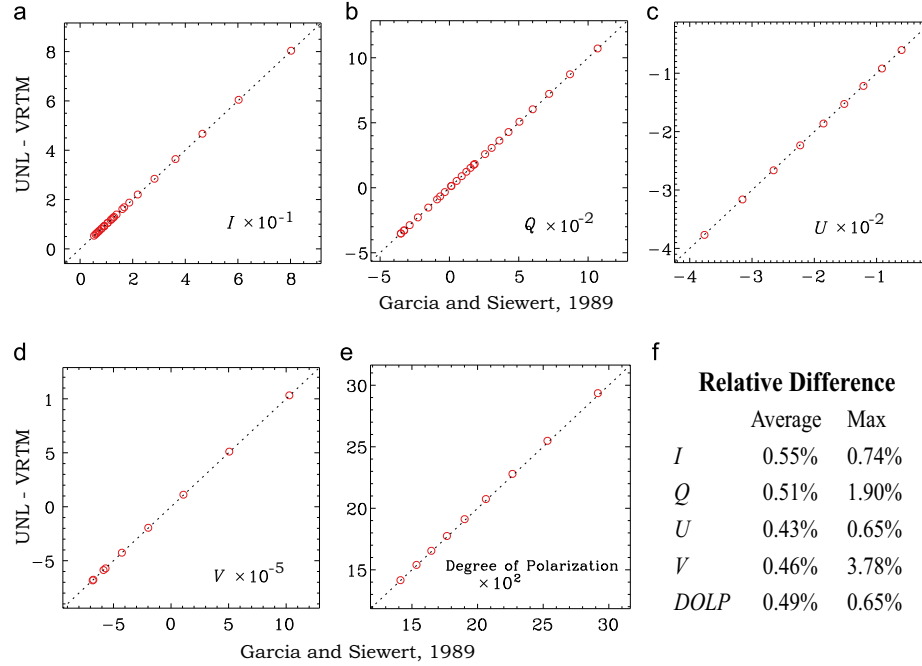 a
b
c
UNL - VRTM
8
6
4
2
0
I ×10⁻¹
0 2 4 6 8
10
5
0
−5
Q ×10⁻²
−5 0 5 10
−1
−2
−3
−4
U ×10⁻²
−4 −3 −2 −1
Garcia and Siewert, 1989
d
e
f
UNL - VRTM
1
5
0
−5
V ×10⁻⁵
−5 0 5 10
30
25
20
15
Degree of Polarization
×10²
15 20 25 30
Garcia and Siewert, 1989
Relative Difference
Average Max
I 0.55% 0.74%
Q 0.51% 1.90%
U 0.43% 0.65%
V 0.46% 3.78%
DOLP 0.49% 0.65%